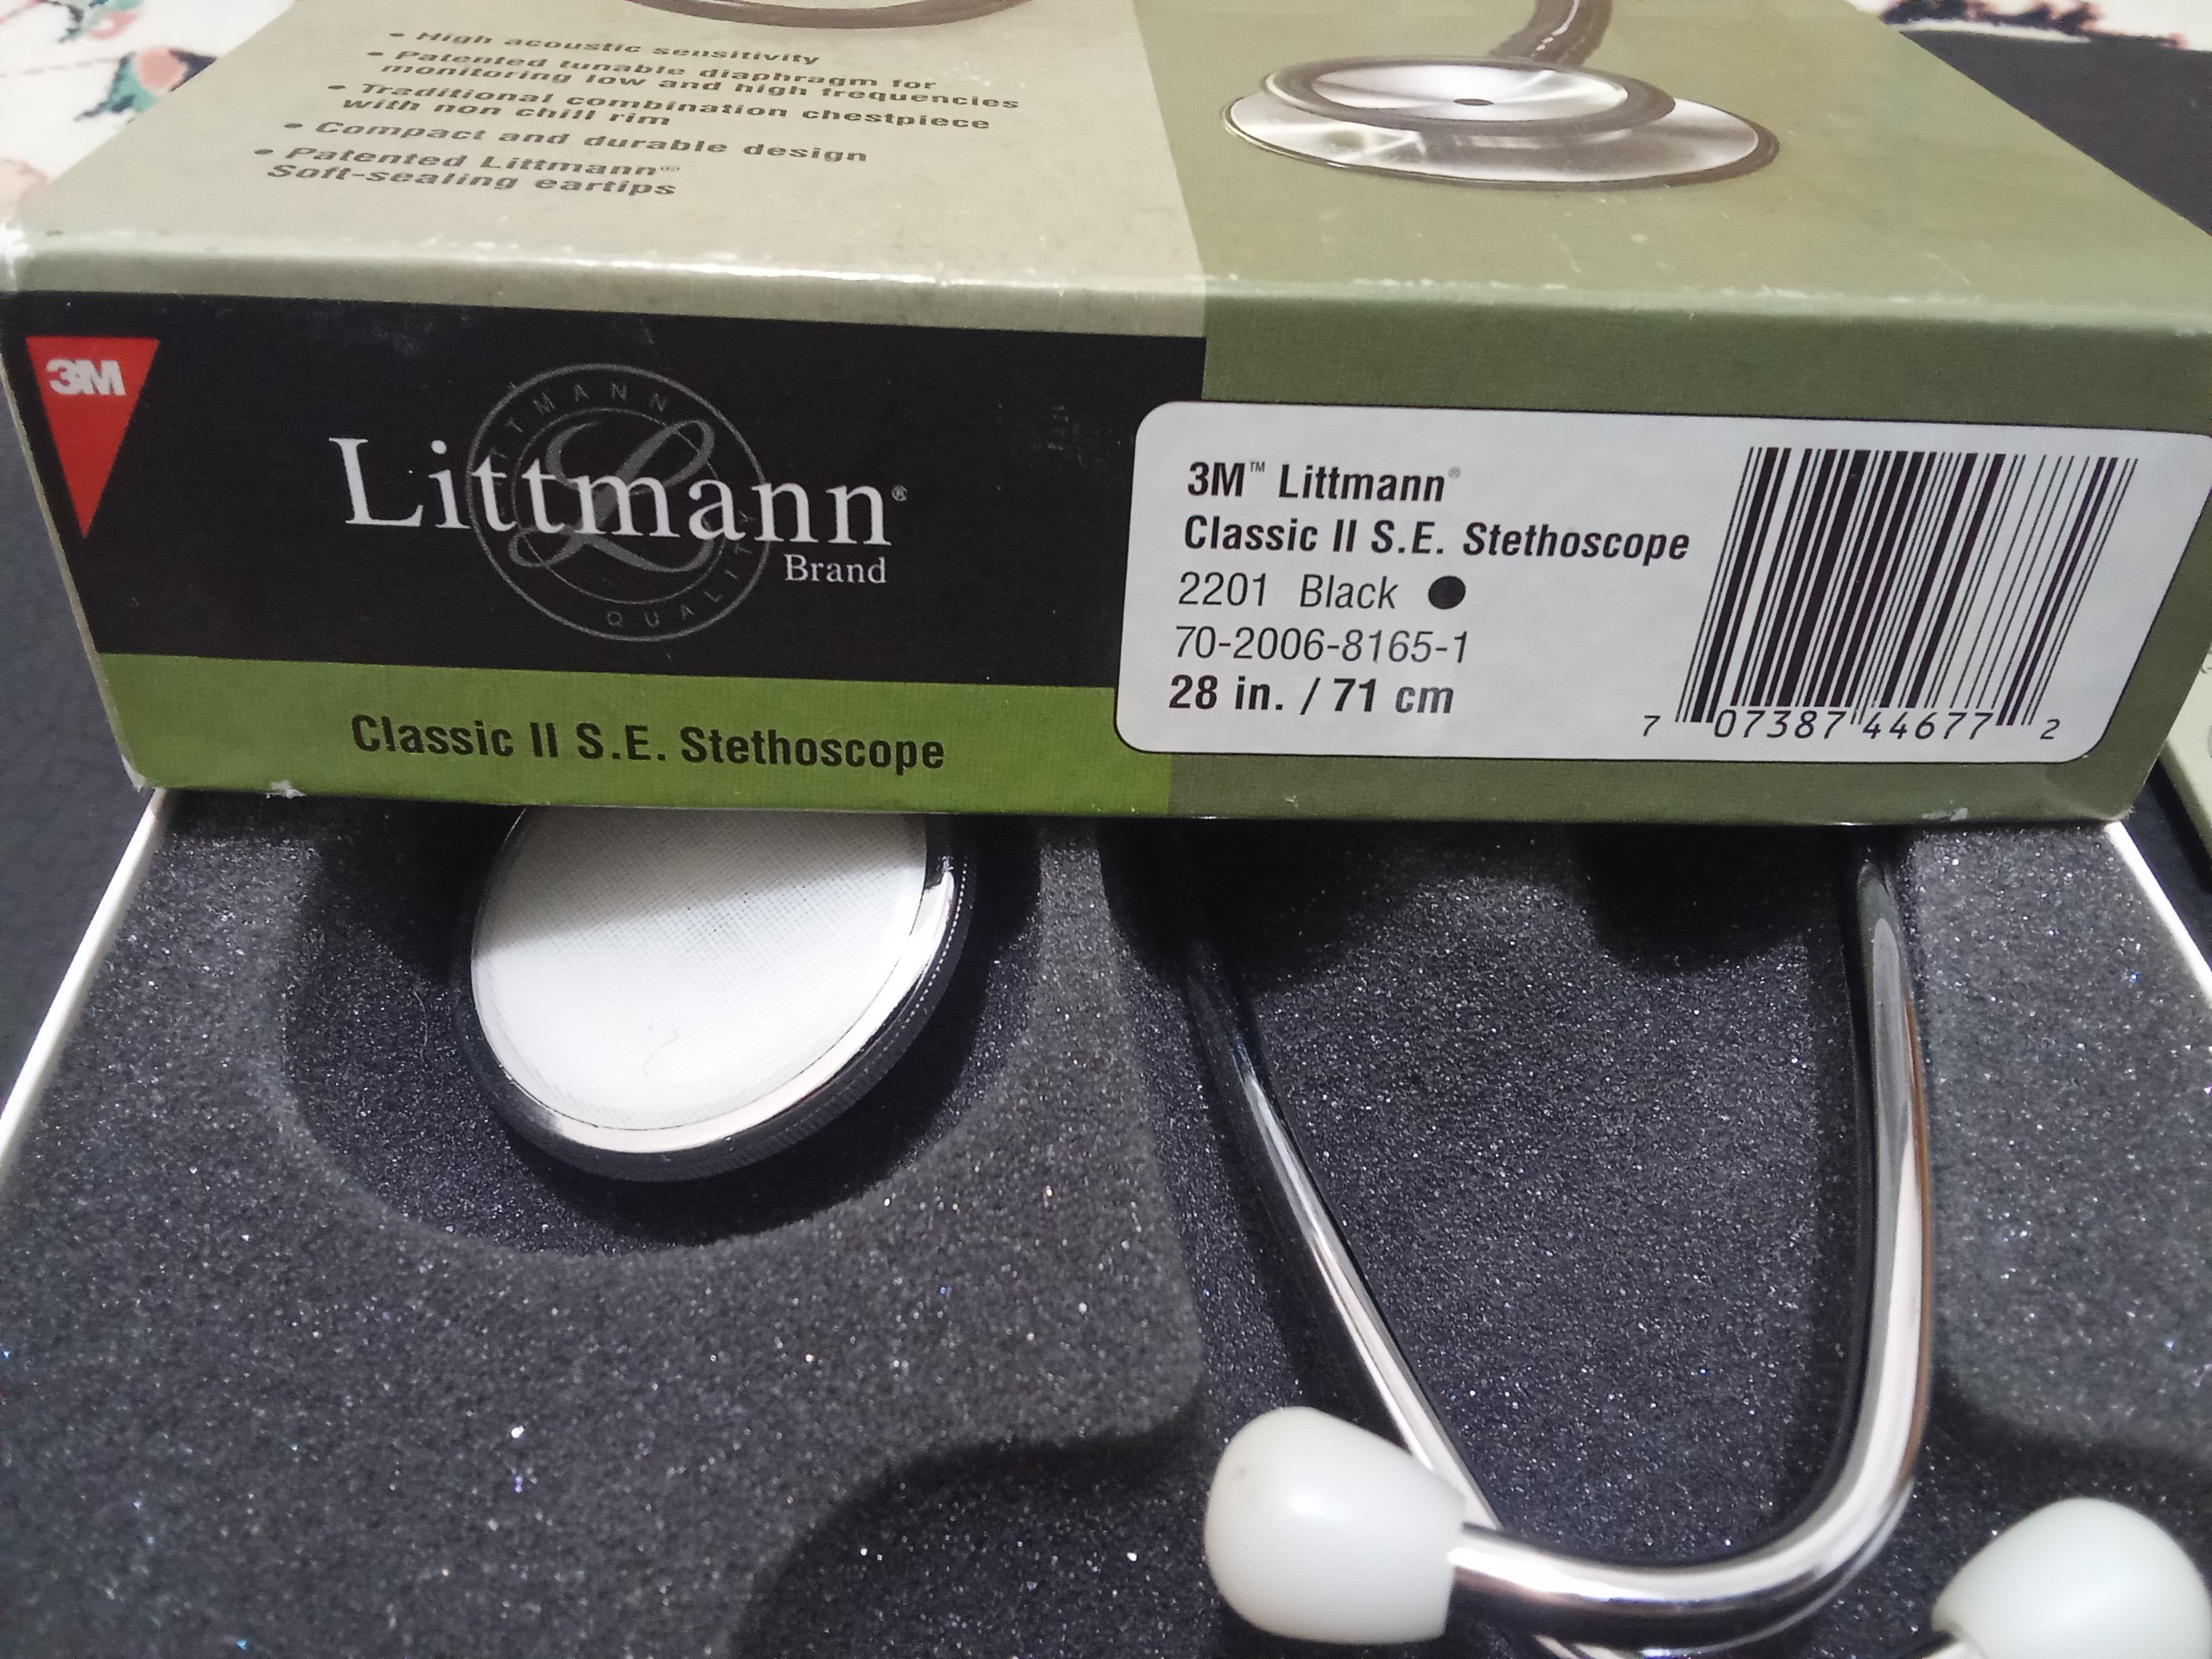 • High acoustic sensitivity
• Patented tunable diaphragm for
monitoring low and high frequencies
• Traditional combination chestpiece
with non chill rim
• Compact and durable design
• Patented Littmann®
Soft-sealing eartips
3M
LITTMANN
L
Littmann®
Brand
QUALITY
Classic II S.E. Stethoscope
3M™ Littmann®
Classic II S.E. Stethoscope
2201 Black ●
70-2006-8165-1
28 in. / 71 cm
7 07387 44677 2